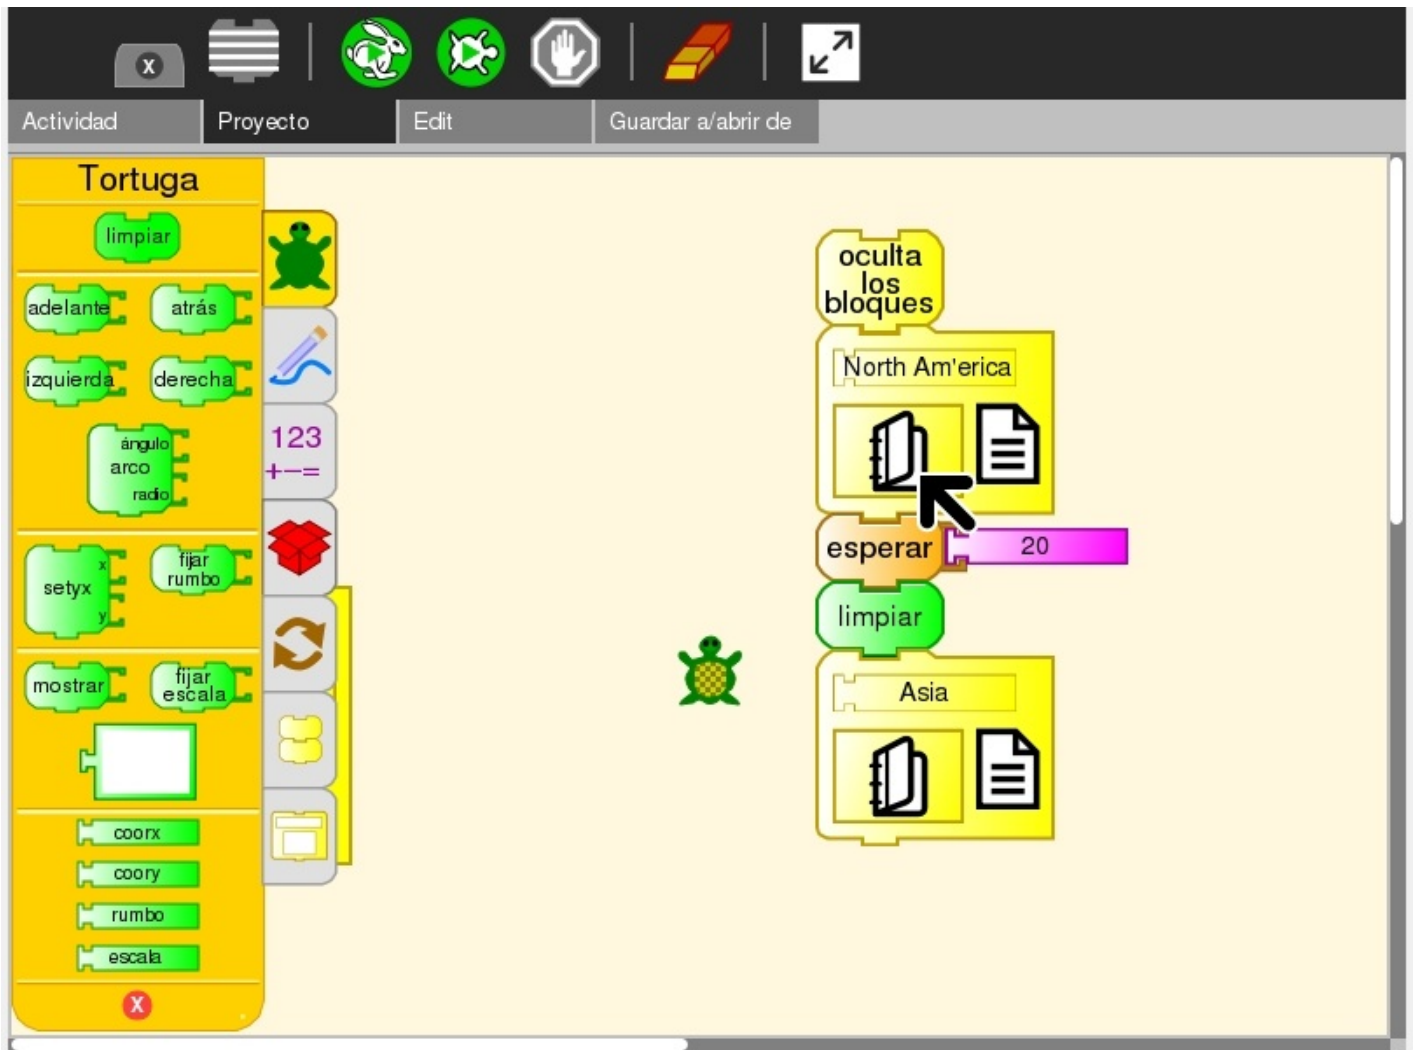 X
Actividad
Proyecto
Edit
Guardar a/abrir de
Tortuga
limpiar
adelante
atrás
izquierda
derecha
ángulo
arco
radio
setyx
x
y
fijar
rumbo
mostrar
fijar
escala
coorx
coory
rumbo
escala
X
123
+−=
oculta
los
bloques
North Am'erica
esperar
20
limpiar
Asia